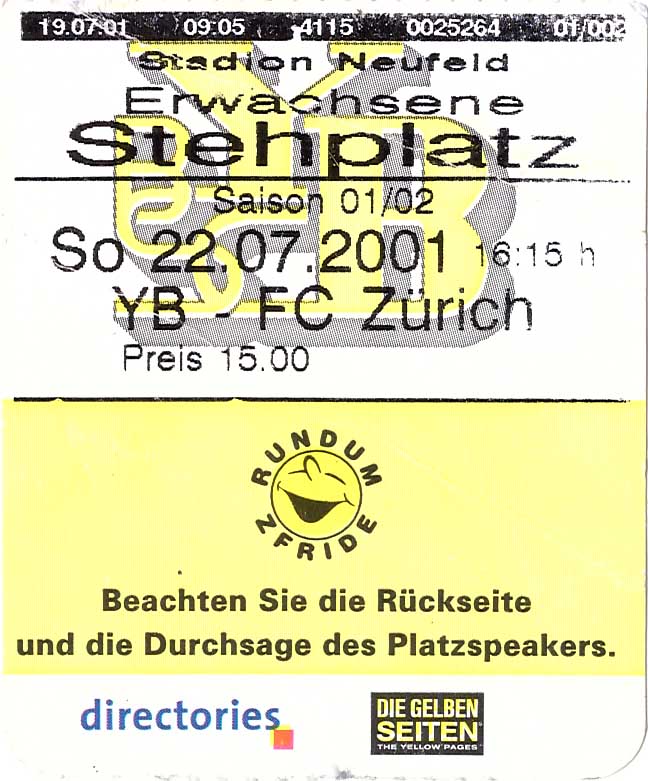 19.07.01 09:05 4115 0025264 01/002
Stadion Neufeld
Erwachsene
Stehplatz
Saison 01/02
So 22.07.2001 16:15 h
YB - FC Zürich
Preis 15.00
RUNDUM
ZFRIDE
Beachten Sie die Rückseite
und die Durchsage des Platzspeakers.
directories
DIE GELBEN
SEITEN
THE YELLOW PAGES